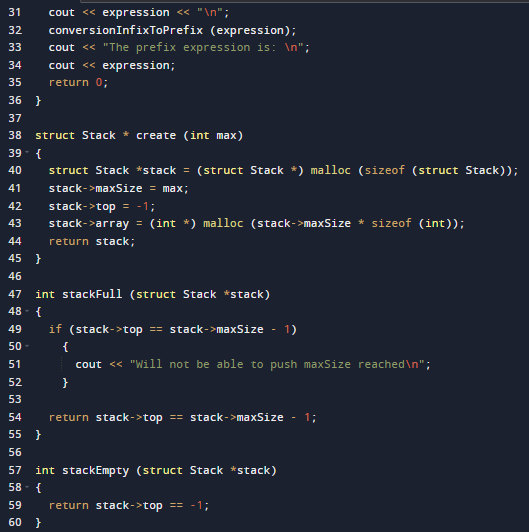 31 cout << expression << "\n";
32 conversionInfixToPrefix (expression);
33 cout << "The prefix expression is: \n";
34 cout << expression;
35 return 0;
36 }
37
38 struct Stack * create (int max)
39 {
40 struct Stack *stack = (struct Stack *) malloc (sizeof (struct Stack));
41 stack->maxSize = max;
42 stack->top = -1;
43 stack->array = (int *) malloc (stack->maxSize * sizeof (int));
44 return stack;
45 }
46
47 int stackFull (struct Stack *stack)
48 {
49 if (stack->top == stack->maxSize - 1)
50 {
51 cout << "Will not be able to push maxSize reached\n";
52 }
53
54 return stack->top == stack->maxSize - 1;
55 }
56
57 int stackEmpty (struct Stack *stack)
58 {
59 return stack->top == -1;
60 }